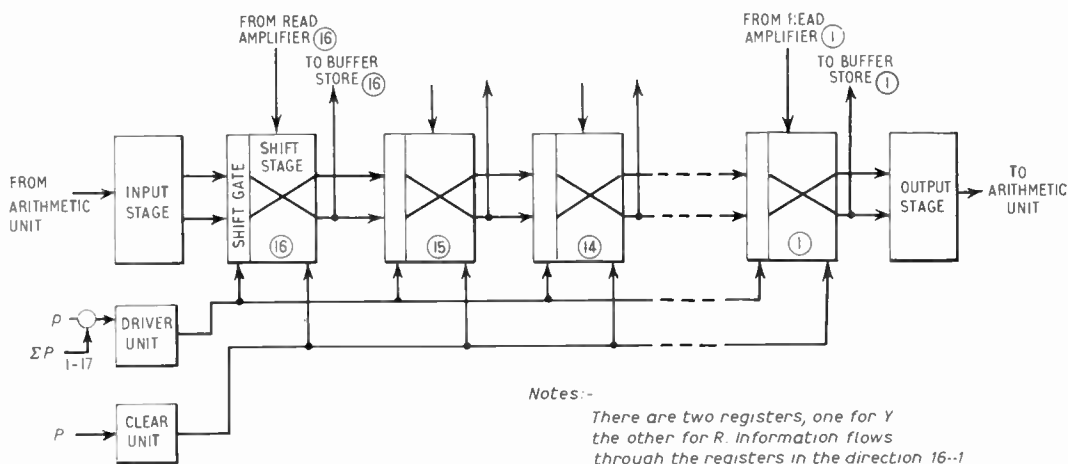 FROM READ
AMPLIFIER 16
TO BUFFER
STORE 16
FROM READ
AMPLIFIER 1
TO BUFFER
STORE 1
FROM
ARITHMETIC
UNIT
INPUT
STAGE
SHIFT GATE
SHIFT
STAGE
16
15
14
1
OUTPUT
STAGE
TO
ARITHMETIC
UNIT
p
ΣP
1-17
DRIVER
UNIT
P
CLEAR
UNIT
Notes:-
There are two registers, one for Y
the other for R. Information flows
through the registers in the direction 16--1